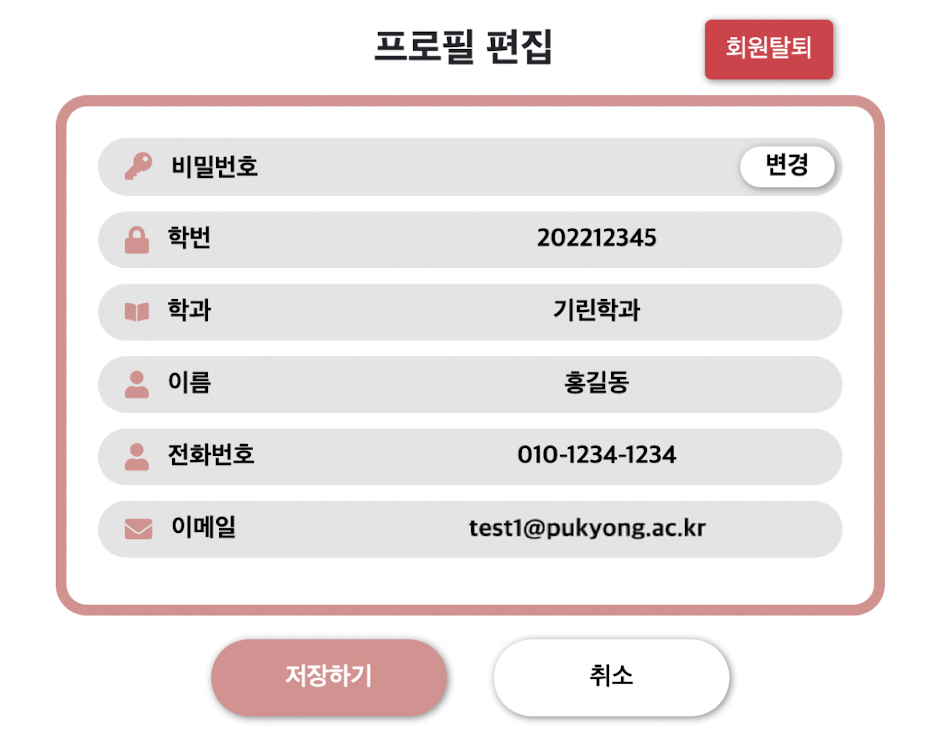 프로필 편집
회원탈퇴
비밀번호
변경
학번
202212345
학과
기린학과
이름
홍길동
전화번호
010-1234-1234
이메일
test1@pukyong.ac.kr
저장하기
취소